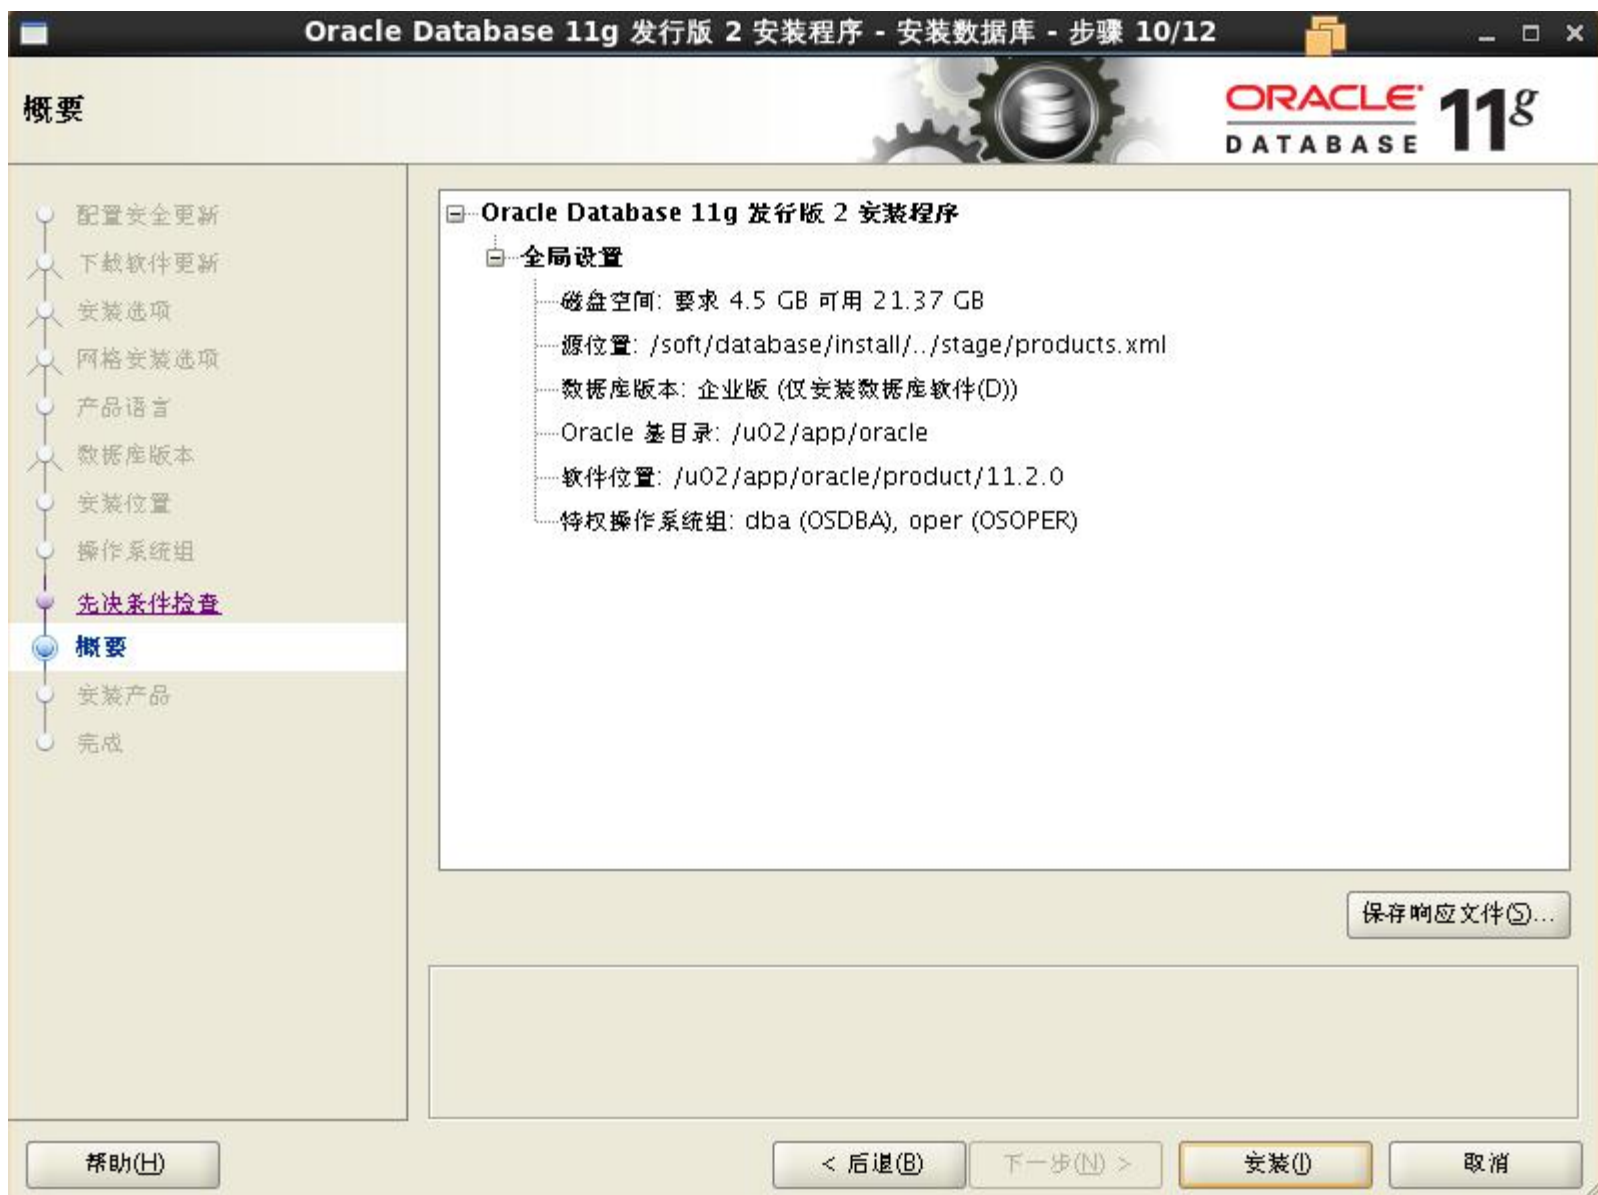 Oracle Database 11g 发行版 2 安装程序 - 安装数据库 - 步骤 10/12
概要
ORACLE DATABASE 11g
配置安全更新
下载软件更新
安装选项
网格安装选项
产品语言
数据库版本
安装位置
操作系统组
先决条件检查
概要
安装产品
完成
Oracle Database 11g 发行版 2 安装程序
全局设置
磁盘空间: 要求 4.5 GB 可用 21.37 GB
源位置: /soft/database/install/../stage/products.xml
数据库版本: 企业版 (仅安装数据库软件(D))
Oracle 基目录: /u02/app/oracle
软件位置: /u02/app/oracle/product/11.2.0
特权操作系统组: dba (OSDBA), oper (OSOPER)
保存响应文件(S)...
帮助(H)
< 后退(B)
下一步(N) >
安装(I)
取消